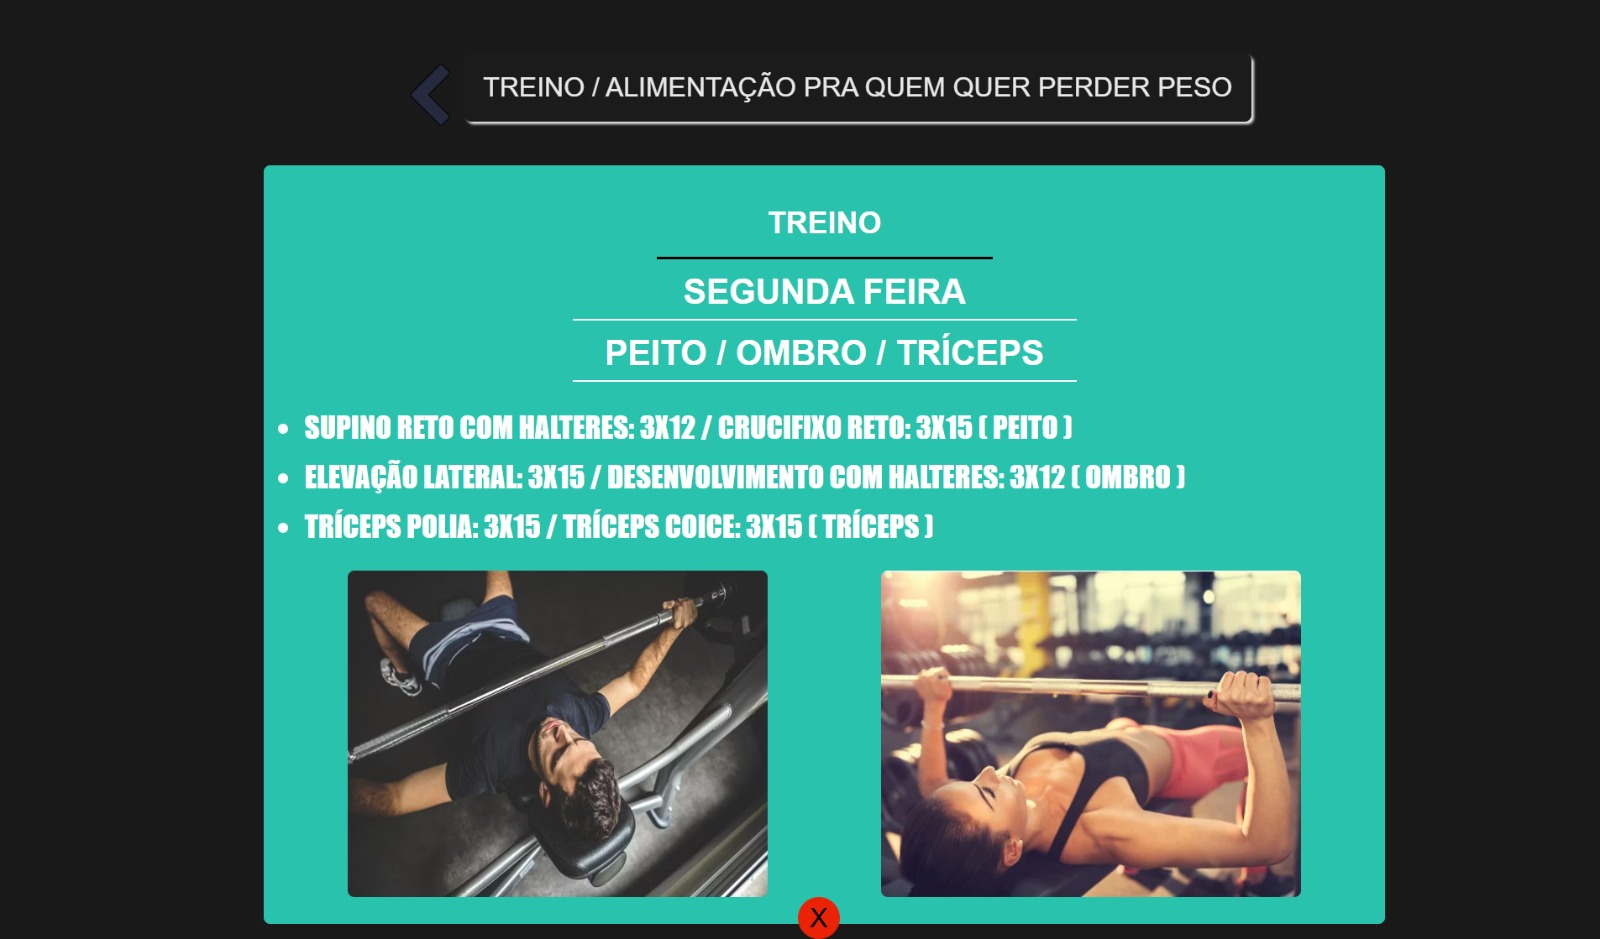 TREINO / ALIMENTAÇÃO PRA QUEM QUER PERDER PESO
TREINO
SEGUNDA FEIRA
PEITO / OMBRO / TRÍCEPS
SUPINO RETO COM HALTERES: 3X12 / CRUCIFIXO RETO: 3X15 ( PEITO )
ELEVAÇÃO LATERAL: 3X15 / DESENVOLVIMENTO COM HALTERES: 3X12 ( OMBRO )
TRÍCEPS POLIA: 3X15 / TRÍCEPS COICE: 3X15 ( TRÍCEPS )
X